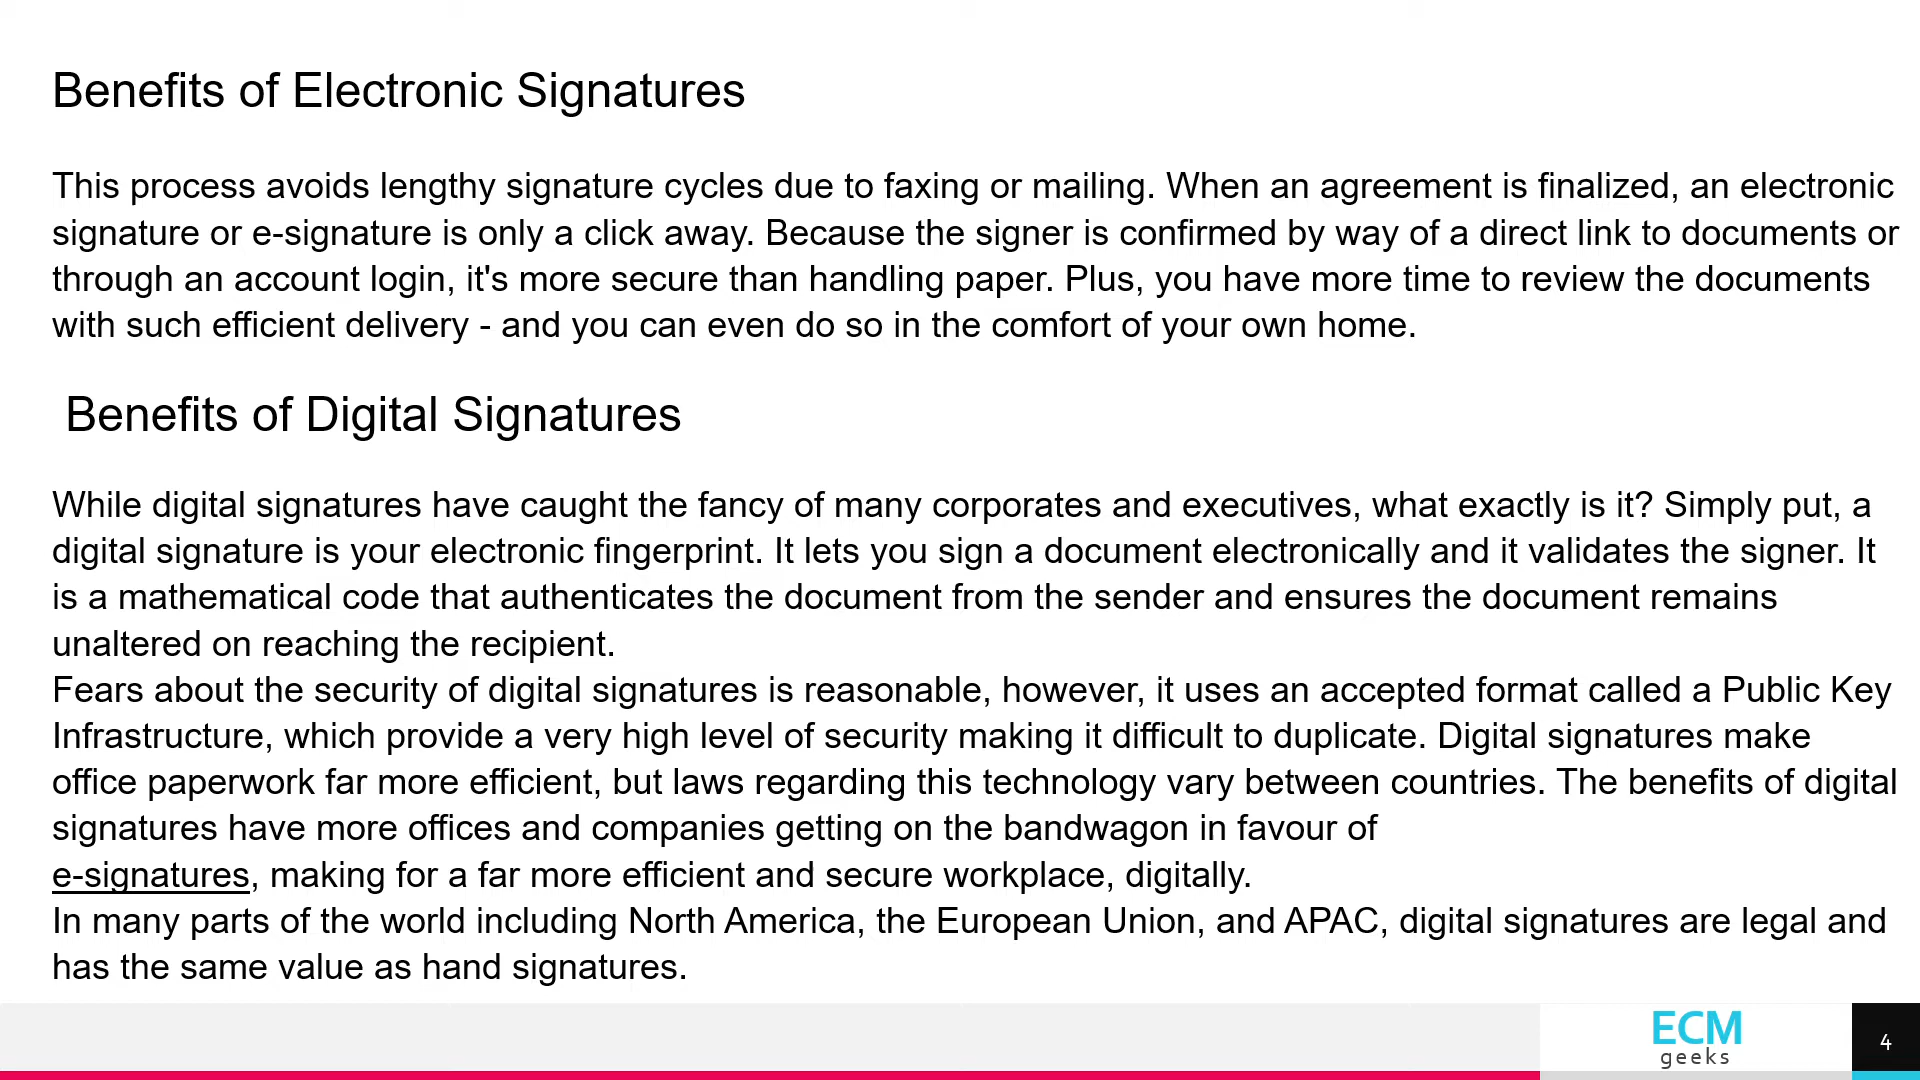 Benefits of Electronic Signatures
This process avoids lengthy signature cycles due to faxing or mailing. When an agreement is finalized, an electronic
signature or e-signature is only a click away. Because the signer is confirmed by way of a direct link to documents or
through an account login, it's more secure than handling paper. Plus, you have more time to review the documents
with such efficient delivery - and you can even do so in the comfort of your own home.
Benefits of Digital Signatures
While digital signatures have caught the fancy of many corporates and executives, what exactly is it? Simply put, a
digital signature is your electronic fingerprint. It lets you sign a document electronically and it validates the signer. It
is a mathematical code that authenticates the document from the sender and ensures the document remains
unaltered on reaching the recipient.
Fears about the security of digital signatures is reasonable, however, it uses an accepted format called a Public Key
Infrastructure, which provide a very high level of security making it difficult to duplicate. Digital signatures make
office paperwork far more efficient, but laws regarding this technology vary between countries. The benefits of digital
signatures have more offices and companies getting on the bandwagon in favour of
e-signatures, making for a far more efficient and secure workplace, digitally.
In many parts of the world including North America, the European Union, and APAC, digital signatures are legal and
has the same value as hand signatures.
ECM
geeks
4